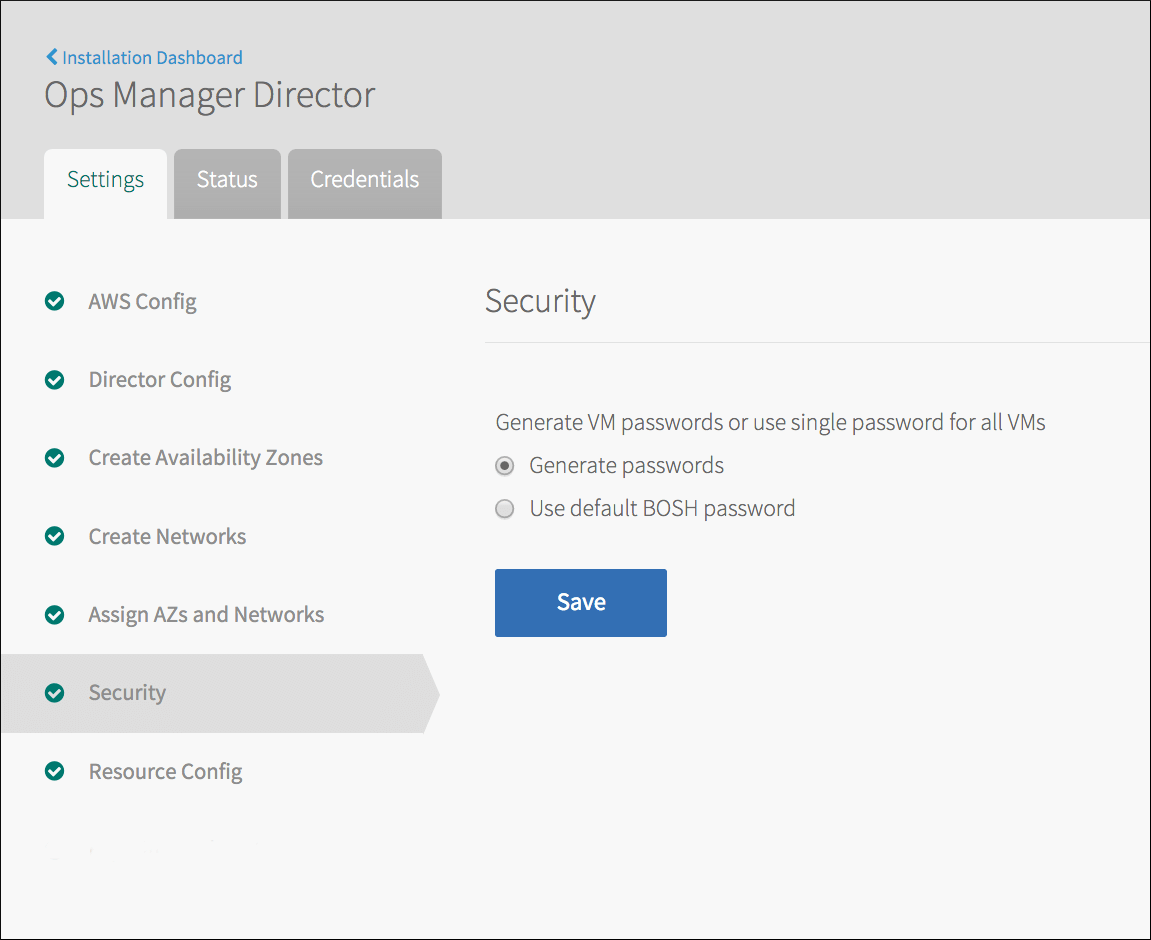 Installation Dashboard
Ops Manager Director
Settings
Status
Credentials
AWS Config
Director Config
Create Availability Zones
Create Networks
Assign AZs and Networks
Security
Resource Config
Security
Generate VM passwords or use single password for all VMs
Generate passwords
Use default BOSH password
Save